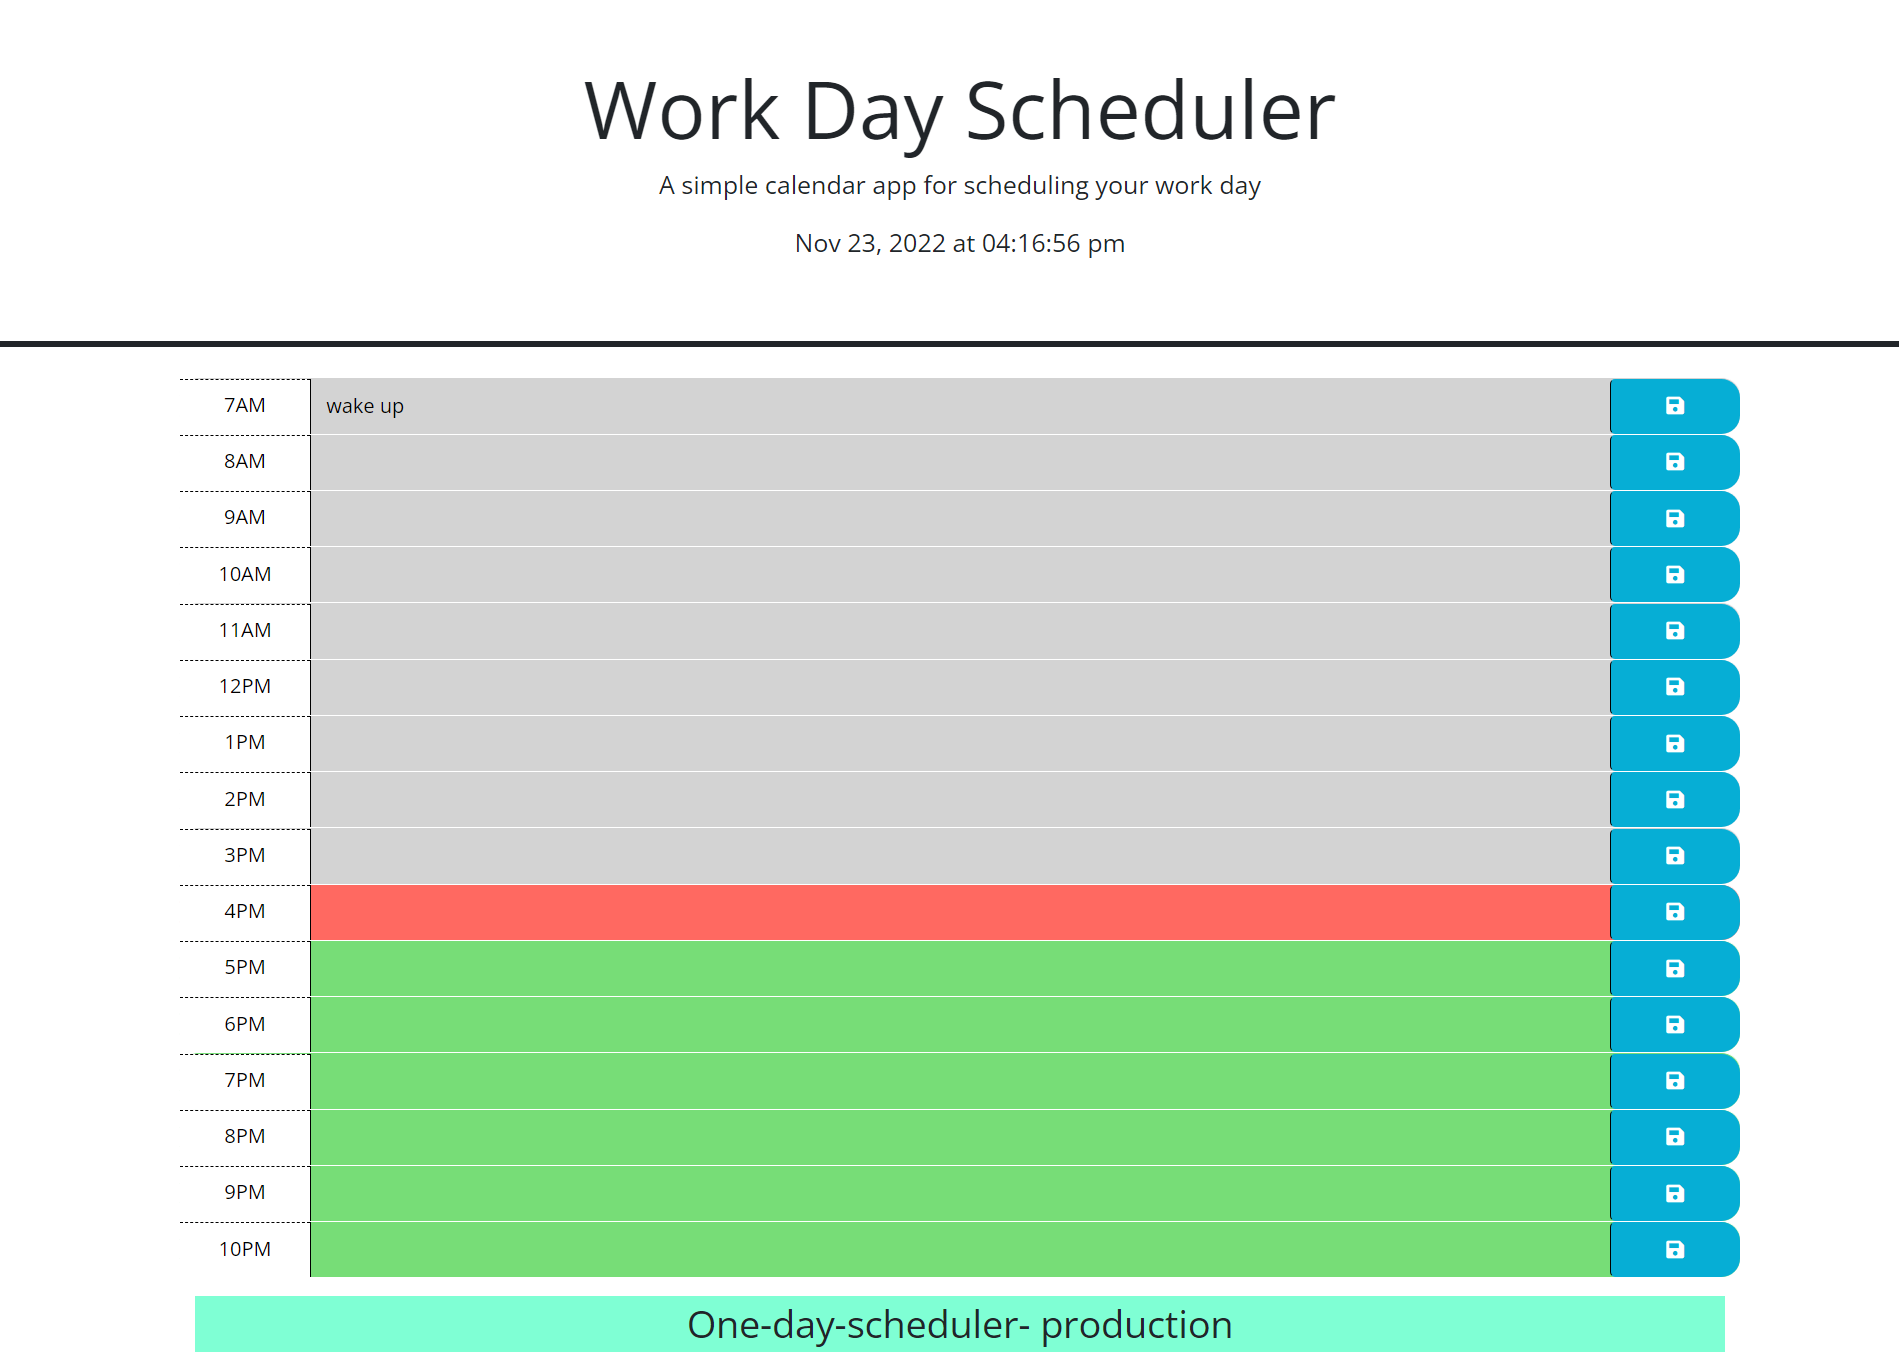 Work Day Scheduler
A simple calendar app for scheduling your work day
Nov 23, 2022 at 04:16:56 pm
7AM wake up
8AM
9AM
10AM
11AM
12PM
1PM
2PM
3PM
4PM
5PM
6PM
7PM
8PM
9PM
10PM
One-day-scheduler- production